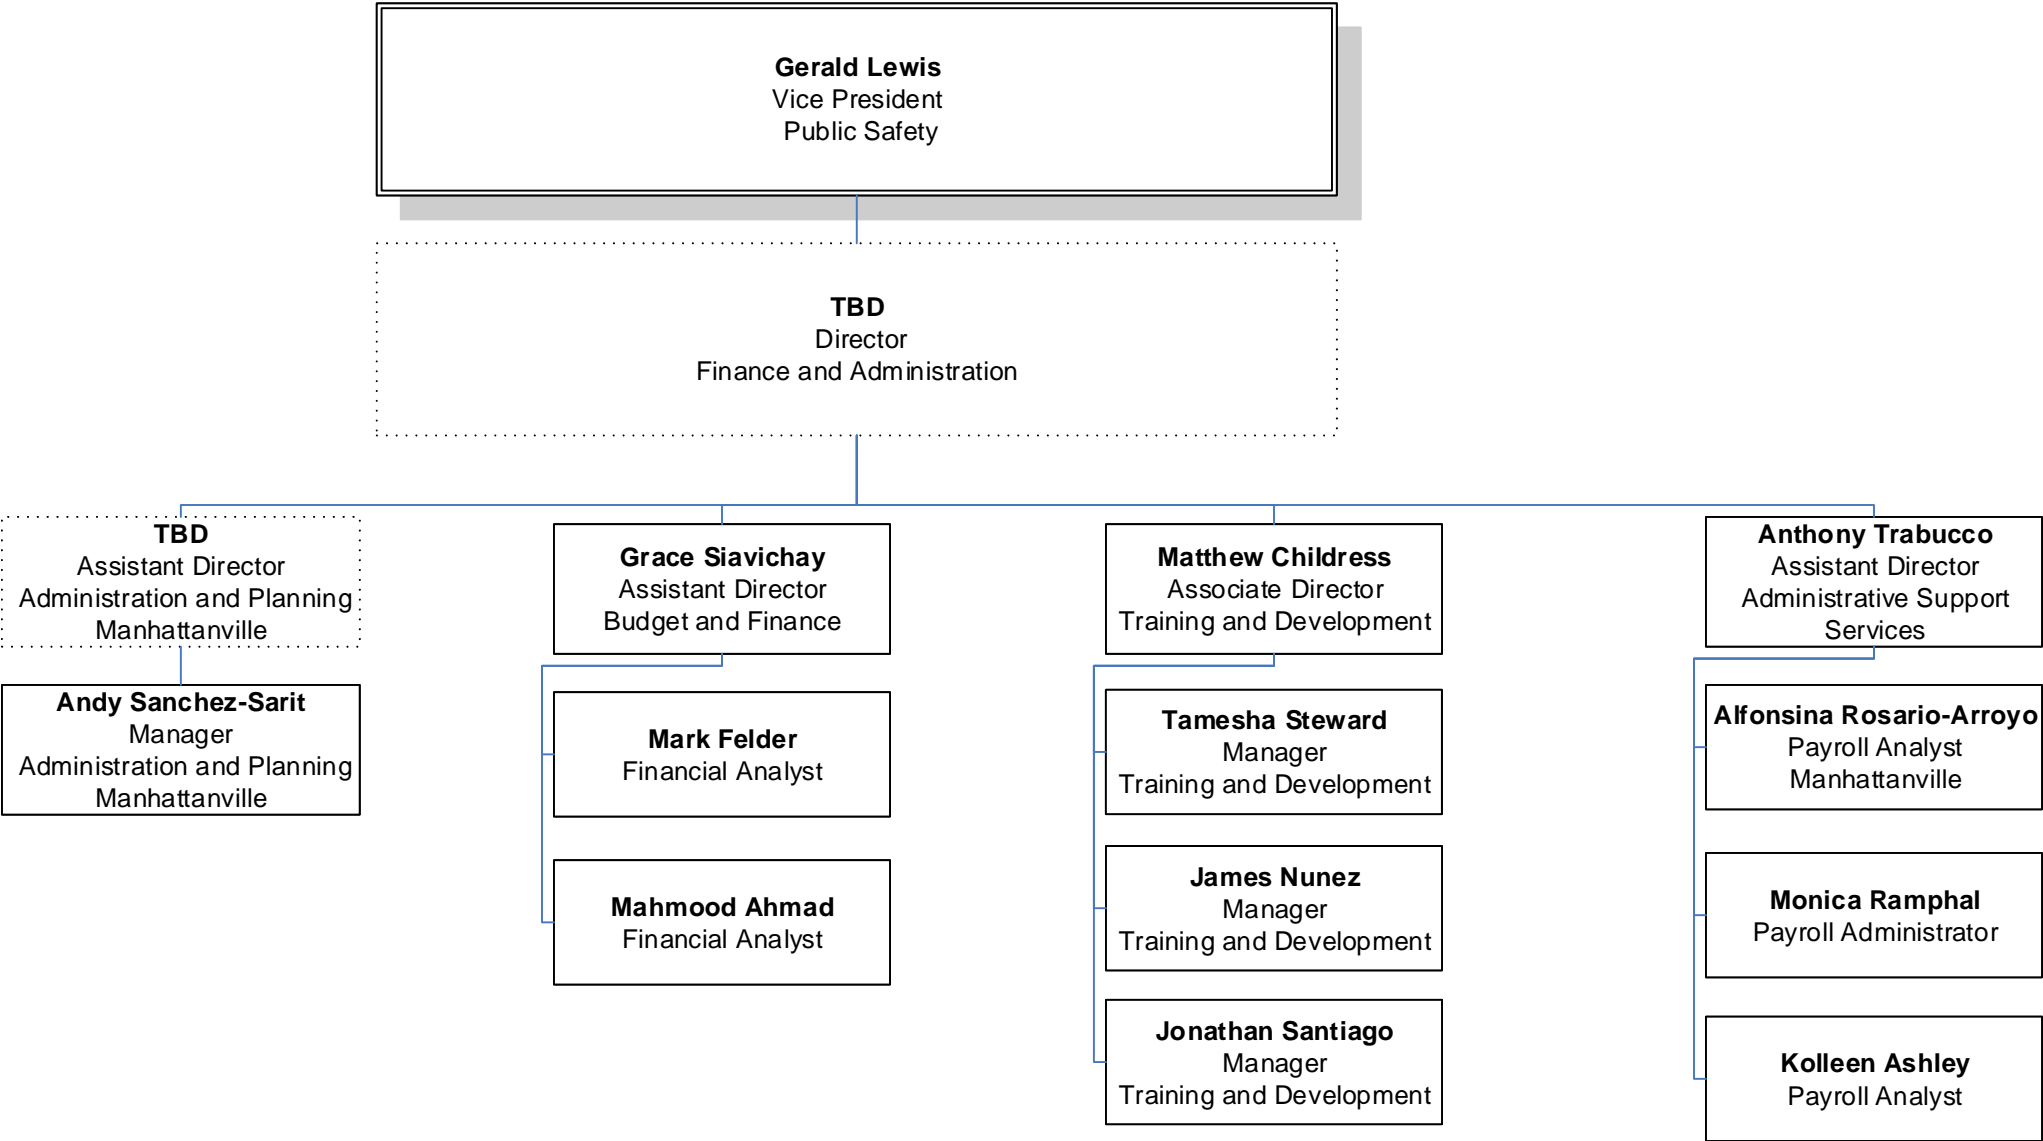 Gerald Lewis
Vice President
Public Safety
TBD
Director
Finance and Administration
TBD
Assistant Director
Administration and Planning
Manhattanville
Andy Sanchez-Sarit
Manager
Administration and Planning
Manhattanville
Grace Siavichay
Assistant Director
Budget and Finance
Mark Felder
Financial Analyst
Mahmood Ahmad
Financial Analyst
Matthew Childress
Associate Director
Training and Development
Tamesha Steward
Manager
Training and Development
James Nunez
Manager
Training and Development
Jonathan Santiago
Manager
Training and Development
Anthony Trabucco
Assistant Director
Administrative Support
Services
Alfonsina Rosario-Arroyo
Payroll Analyst
Manhattanville
Monica Ramphal
Payroll Administrator
Kolleen Ashley
Payroll Analyst